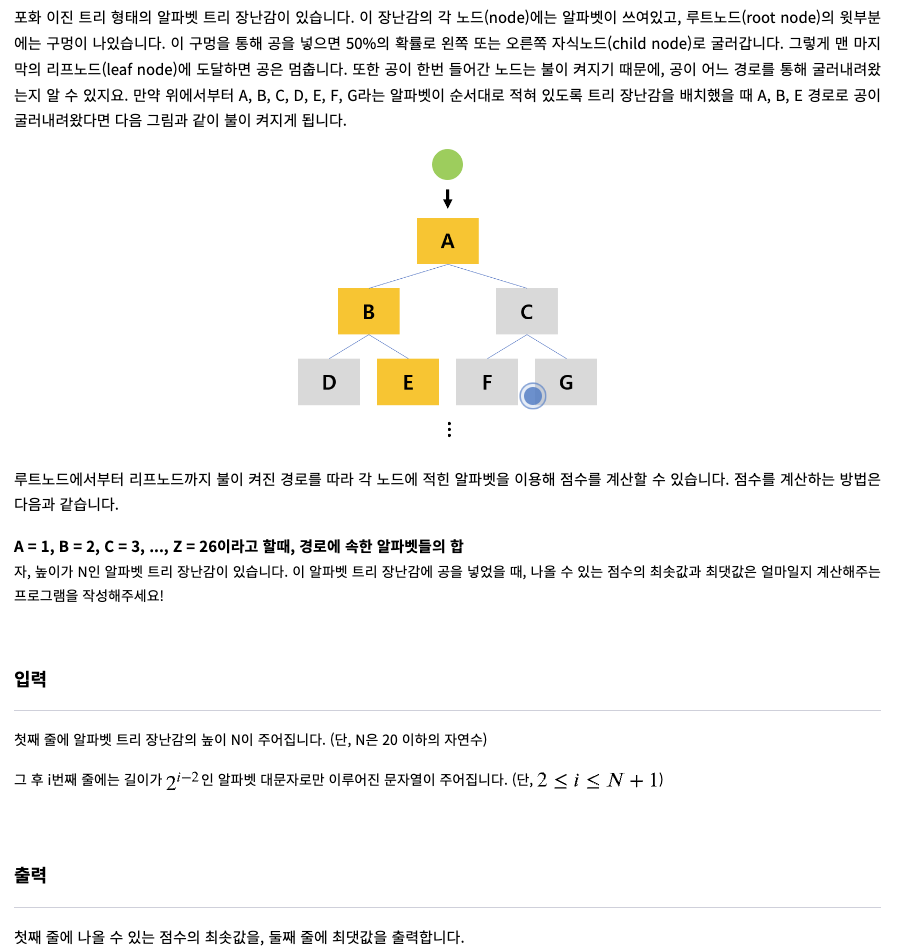 포화 이진 트리 형태의 알파벳 트리 장난감이 있습니다. 이 장난감의 각 노드(node)에는 알파벳이 쓰여있고, 루트노드(root node)의 윗부분
에는 구멍이 나있습니다. 이 구멍을 통해 공을 넣으면 50%의 확률로 왼쪽 또는 오른쪽 자식노드(child node)로 굴러갑니다. 그렇게 맨 마지
막의 리프노드(leaf node)에 도달하면 공은 멈춥니다. 또한 공이 한번 들어간 노드는 불이 켜지기 때문에, 공이 어느 경로를 통해 굴러내려왔
는지 알 수 있지요. 만약 위에서부터 A, B, C, D, E, F, G라는 알파벳이 순서대로 적혀 있도록 트리 장난감을 배치했을 때 A, B, E 경로로 공이
굴러내려왔다면 다음 그림과 같이 불이 켜지게 됩니다.
A
B C
D E F G
⋮
루트노드에서부터 리프노드까지 불이 켜진 경로를 따라 각 노드에 적힌 알파벳을 이용해 점수를 계산할 수 있습니다. 점수를 계산하는 방법은
다음과 같습니다.
A = 1, B = 2, C = 3, ..., Z = 26이라고 할때, 경로에 속한 알파벳들의 합
자, 높이가 N인 알파벳 트리 장난감이 있습니다. 이 알파벳 트리 장난감에 공을 넣었을 때, 나올 수 있는 점수의 최솟값과 최댓값은 얼마일지 계산해주는
프로그램을 작성해주세요!
입력
첫째 줄에 알파벳 트리 장난감의 높이 N이 주어집니다. (단, N은 20 이하의 자연수)
그 후 i번째 줄에는 길이가 2^{i−2}인 알파벳 대문자로만 이루어진 문자열이 주어집니다. (단, 2 ≤ i ≤ N + 1)
출력
첫째 줄에 나올 수 있는 점수의 최솟값을, 둘째 줄에 최댓값을 출력합니다.